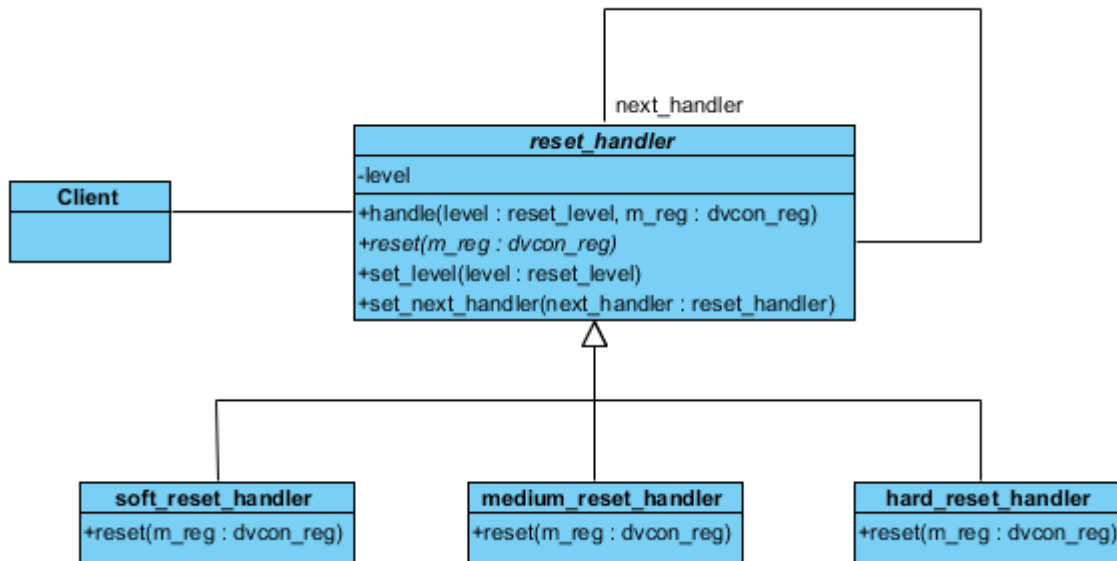 next_handler
reset_handler
-level
Client
+handle(level : reset_level, m_reg : dvcon_reg)
+reset(m_reg : dvcon_reg)
+set_level(level : reset_level)
+set_next_handler(next_handler : reset_handler)
soft_reset_handler
+reset(m_reg : dvcon_reg)
medium_reset_handler
+reset(m_reg : dvcon_reg)
hard_reset_handler
+reset(m_reg : dvcon_reg)